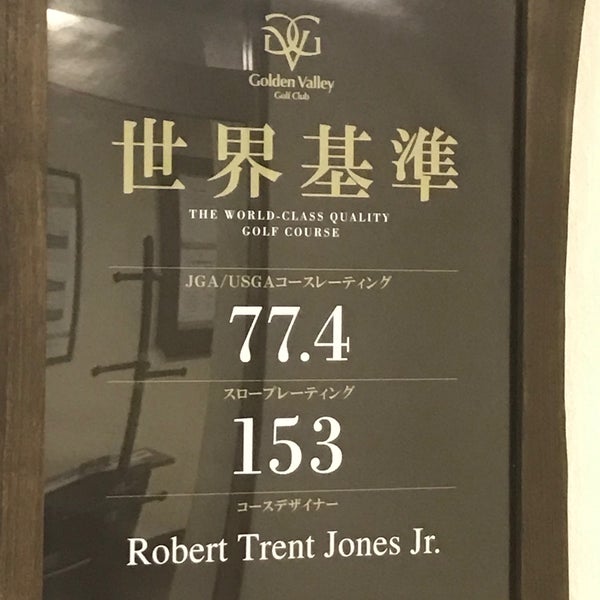 Golden Valley
Golf Club
世界基準
THE WORLD-CLASS QUALITY
GOLF COURSE
JGA/USGAコースレーティング
77.4
スロープレーティング
153
コースデザイナー
Robert Trent Jones Jr.